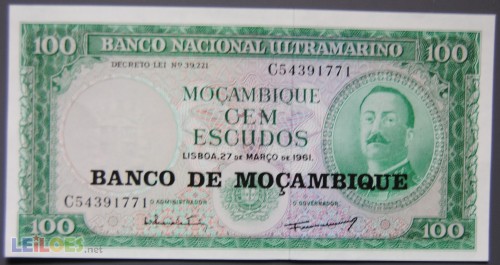 100 BANCO NACIONAL ULTRAMARINO 100
DECRETO LEI Nº 39.221 C54391771
MOÇAMBIQUE
CEM
ESCUDOS
LISBOA, 27 DE MARÇO DE 1961.
BANCO DE MOÇAMBIQUE
C54391771 O ADMINISTRADOR O GOVERNADOR
100 100
LEiLOES.net